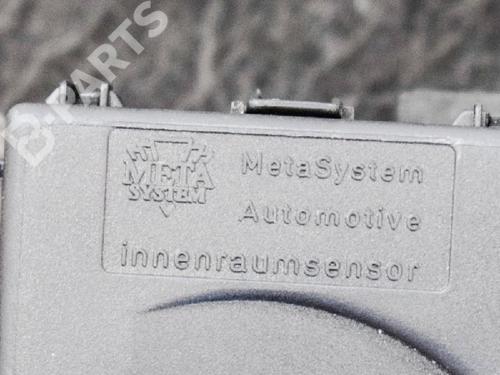 B-PARTS
META
SYSTEM
MetaSystem
Automotive
innenraumsensor